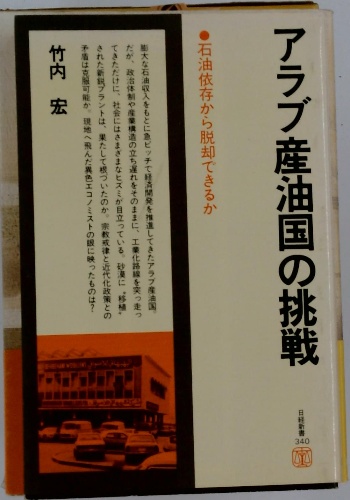 アラブ産油国の挑戦
●石油依存から脱却できるか
膨大な石油収入をもとに急ピッチで経済開発を推進してきたアラブ産油国。
だが、政治体制や産業構造の立ち遅れをそのままに、工業化路線を突っ走っ
てきただけに、社会にはさまざまなヒズミが目立っている。砂漠に〝移植〟
された新鋭プラントは、果たして根づいたのか。宗教戒律と近代化政策との
矛盾は克服可能か。現地へ飛んだ異色エコノミストの眼に映ったものは？
竹内 宏
日経新書
340